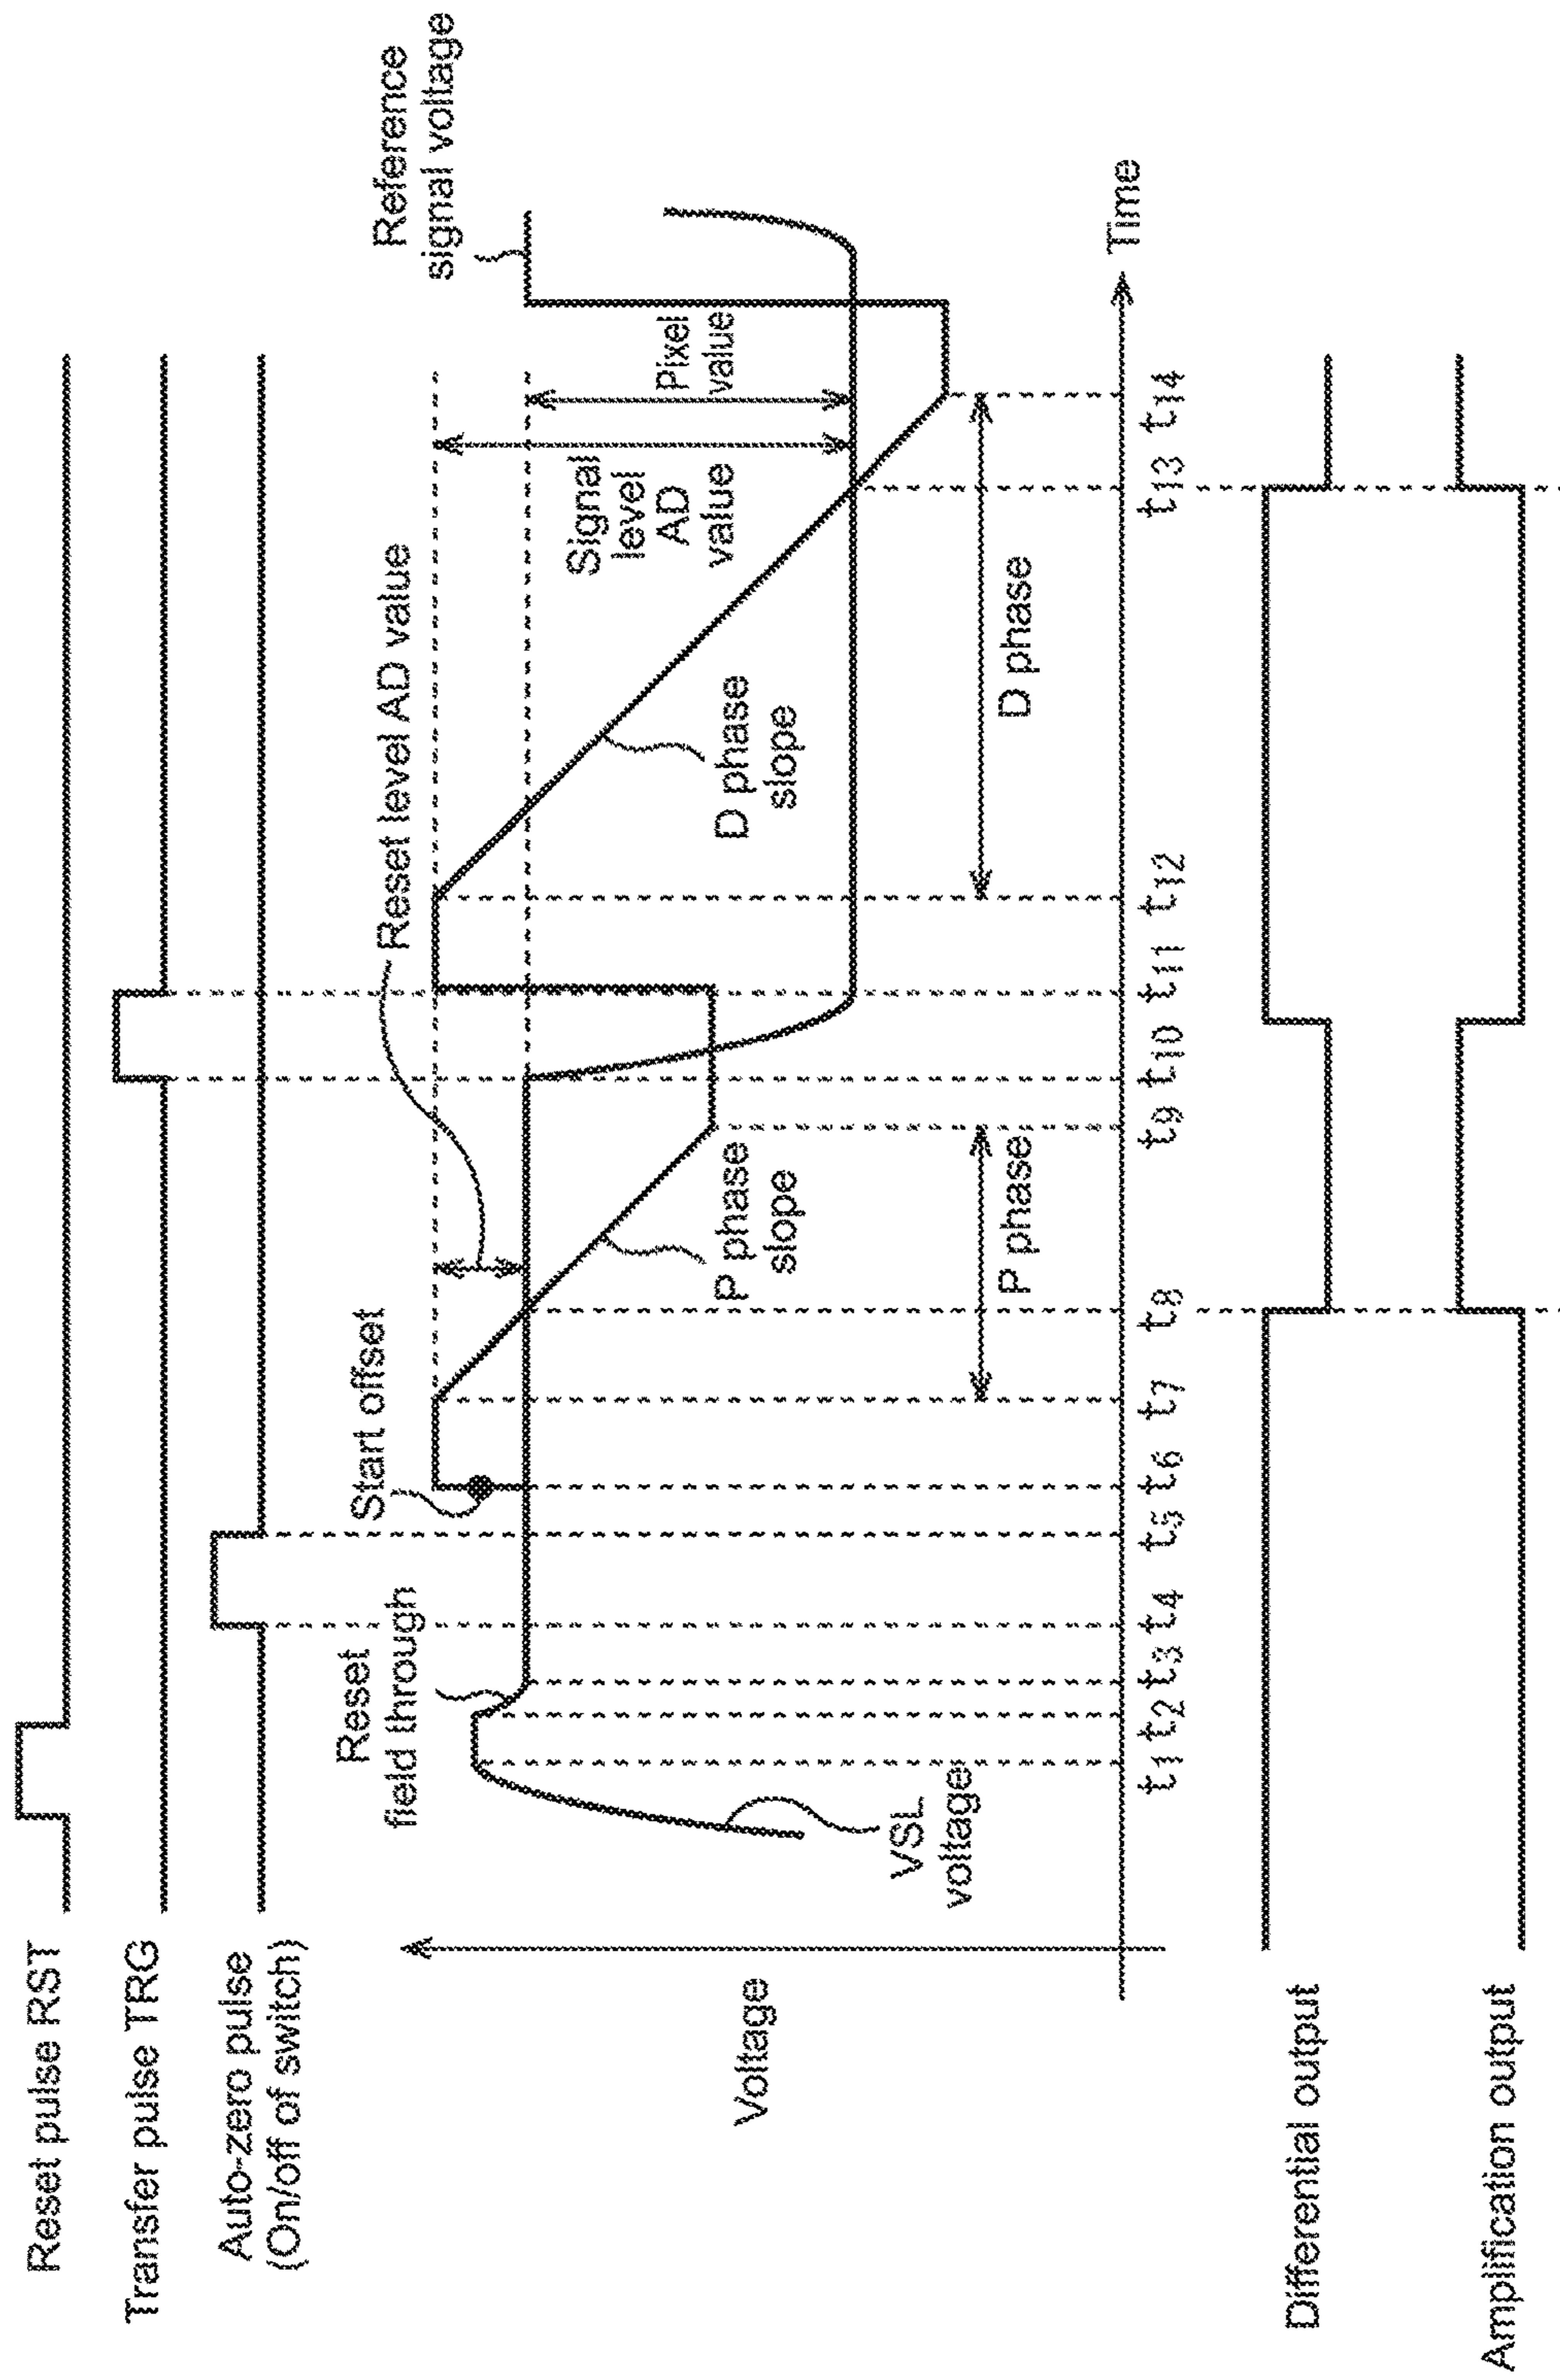 Reset pulse RST
Transfer pulse TRG
Auto-zero pulse
(On/off of switch)
Voltage
Reset
field through
Start offset
Reset level AD value
Reference
signal voltage
VSL
voltage
P phase
slope
D phase
slope
Signal
level
AD
value
Pixel
value
P phase
D phase
Time
t1 t2 t3 t4 t5 t6 t7 t8 t9 t10 t11 t12 t13 t14
Differential output
Amplification output